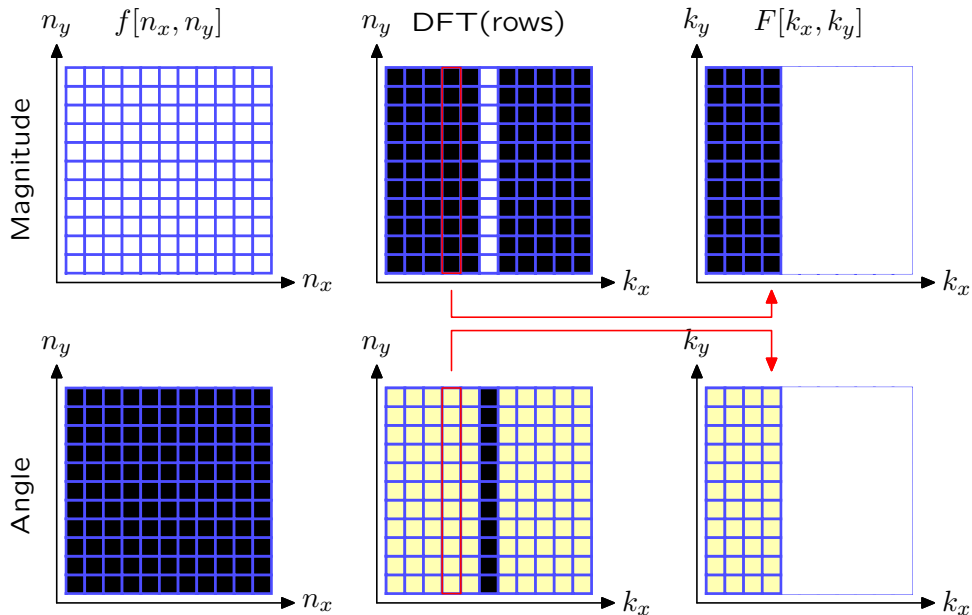 n_y f[n_x, n_y] n_y DFT(rows) k_y F[k_x, k_y]
Magnitude
n_x k_x k_x
n_y n_y k_y
Angle
n_x k_x k_x